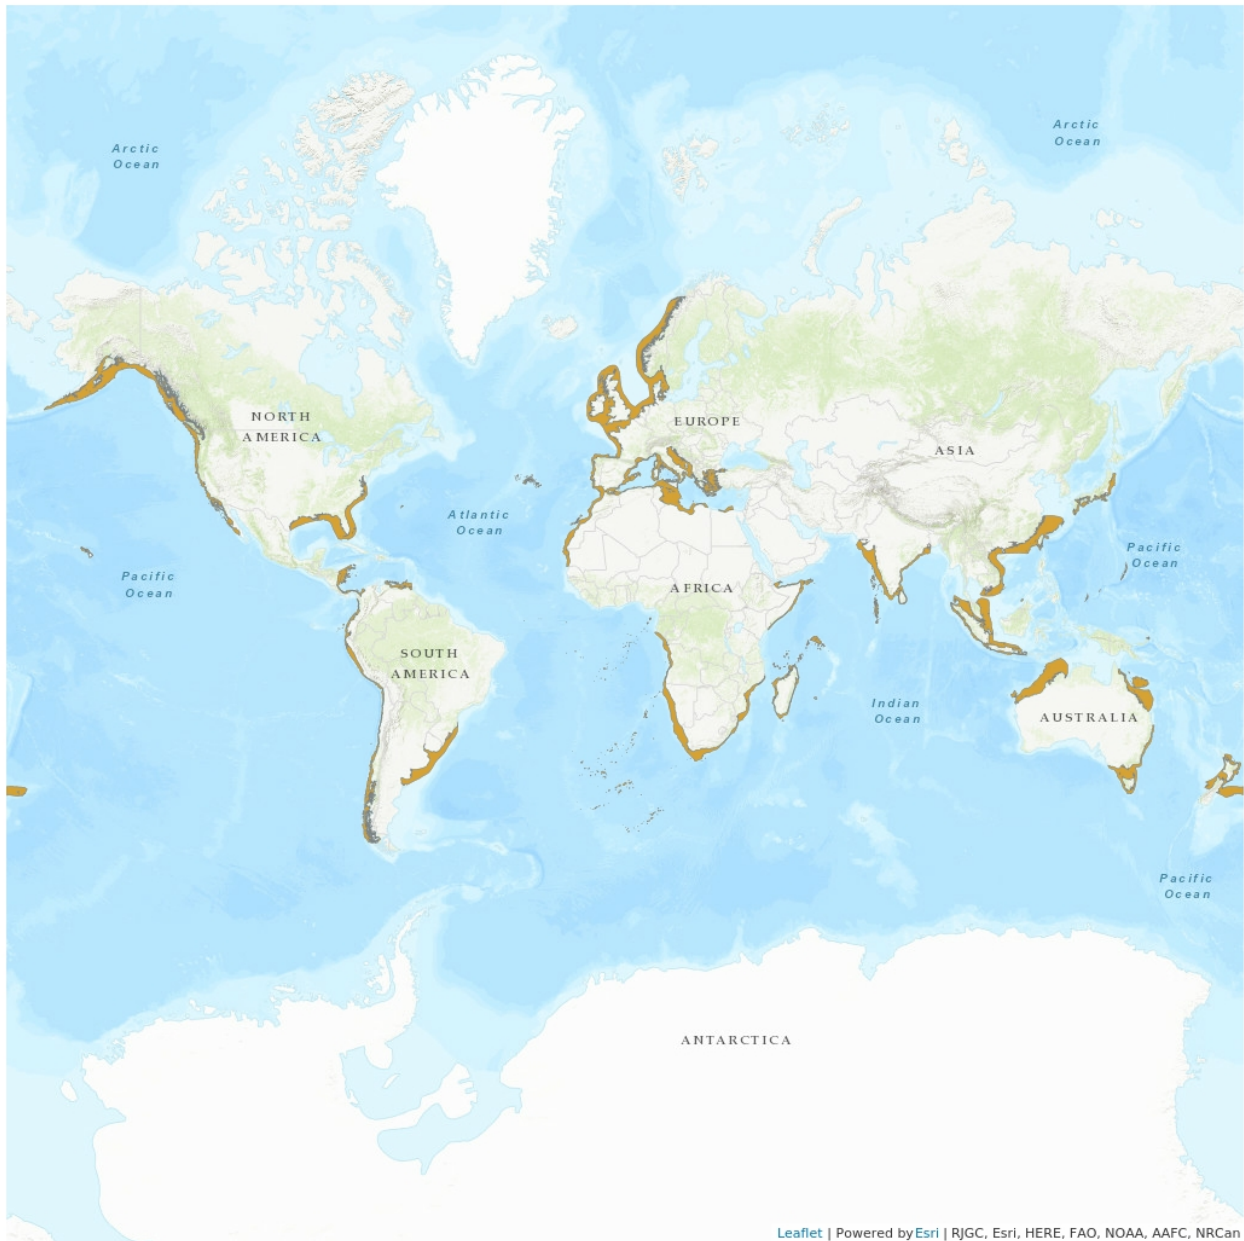 Arctic
Ocean
Arctic
Ocean
NORTH
AMERICA
EUROPE
ASIA
Atlantic
Ocean
Pacific
Ocean
Pacific
Ocean
AFRICA
SOUTH
AMERICA
Indian
Ocean
AUSTRALIA
Pacific
Ocean
ANTARCTICA
Leaflet | Powered by Esri | RJGC, Esri, HERE, FAO, NOAA, AAFC, NRCan